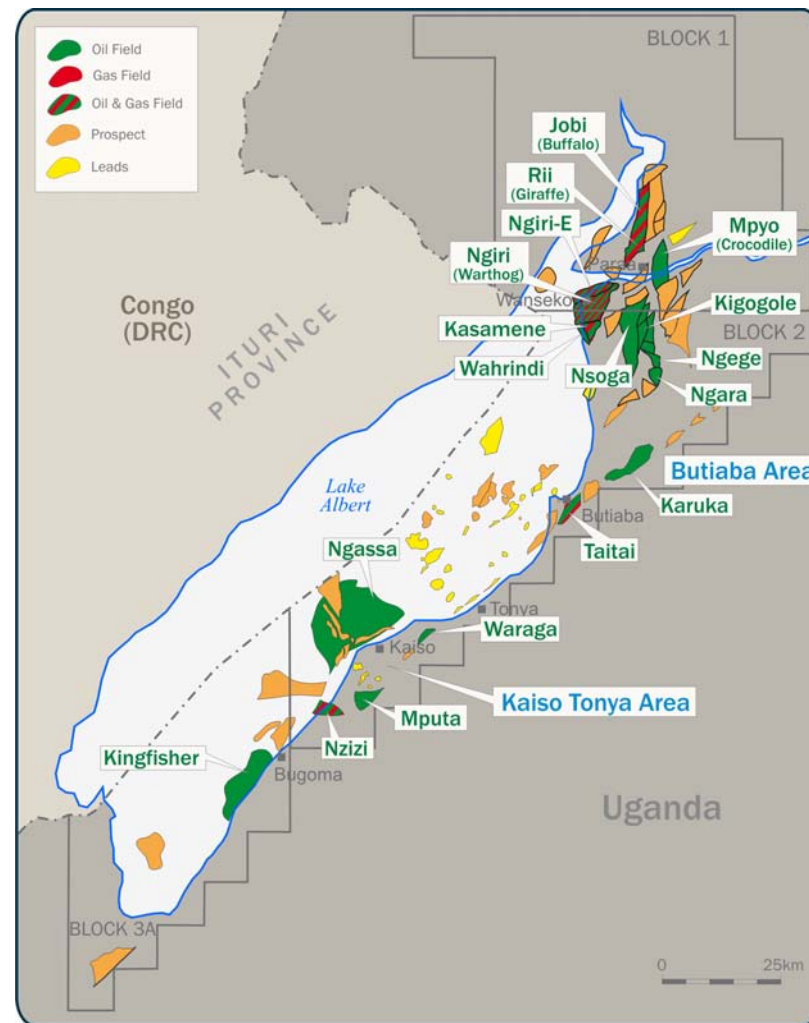 Oil Field
Gas Field
Oil & Gas Field
Prospect
Leads
BLOCK 1
Jobi
(Buffalo)
Rii
(Giraffe)
Ngiri-E
Mpyo
(Crocodile)
Ngiri
(Warthog)
Paraa
Wanseko
Congo
(DRC)
ITURI
PROVINCE
Kasamene
Kigogole
BLOCK 2
Wahrindi
Ngege
Nsoga
Ngara
Butiaba Area
Lake
Albert
Butiaba
Karuka
Taitai
Ngassa
Tonya
Waraga
Kaiso
Kaiso Tonya Area
Mputa
Nzizi
Kingfisher
Bugoma
Uganda
BLOCK 3A
0 25km